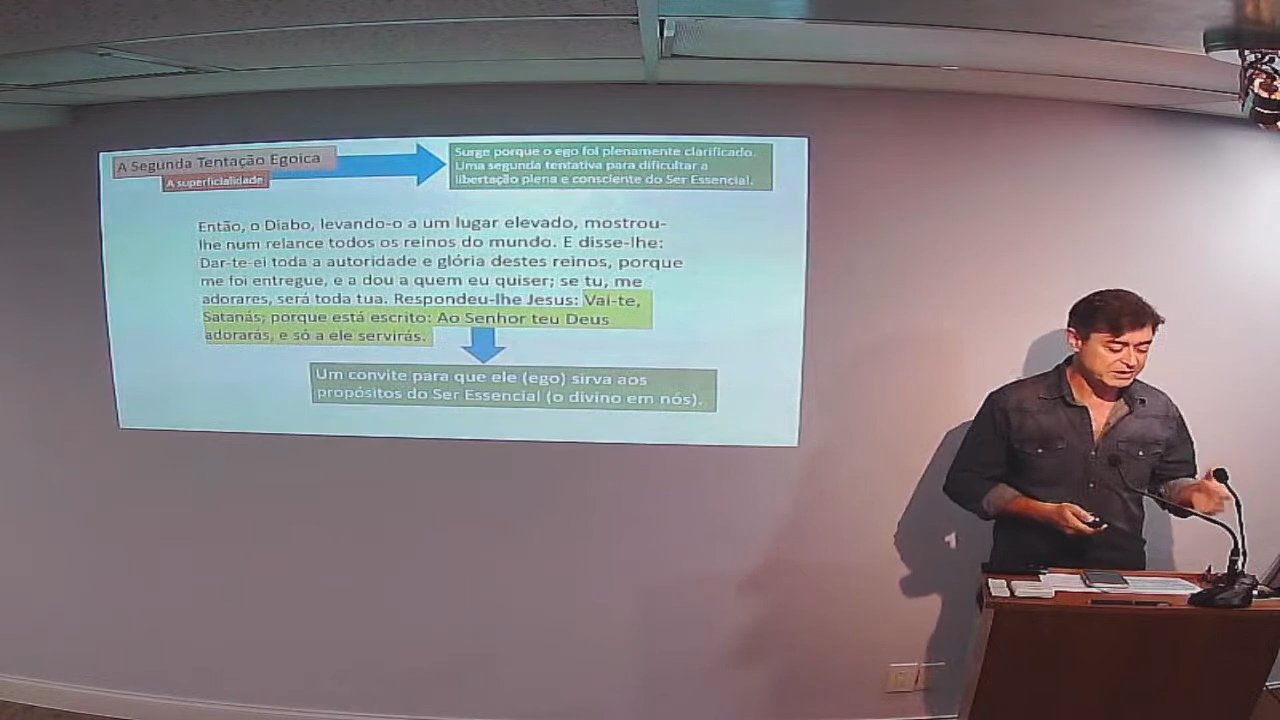 A Segunda Tentação Egoica
A superficialidade
Surge porque o ego foi plenamente clarificado.
Uma segunda tentativa para dificultar a
libertação plena e consciente do Ser Essencial.
Então, o Diabo, levando-o a um lugar elevado, mostrou-
lhe num relance todos os reinos do mundo. E disse-lhe:
Dar-te-ei toda a autoridade e glória destes reinos, porque
me foi entregue, e a dou a quem eu quiser; se tu, me
adorares, será toda tua. Respondeu-lhe Jesus: Vai-te,
Satanás; porque está escrito: Ao Senhor teu Deus
adorarás, e só a ele servirás.
Um convite para que ele (ego) sirva aos
propósitos do Ser Essencial (o divino em nós).